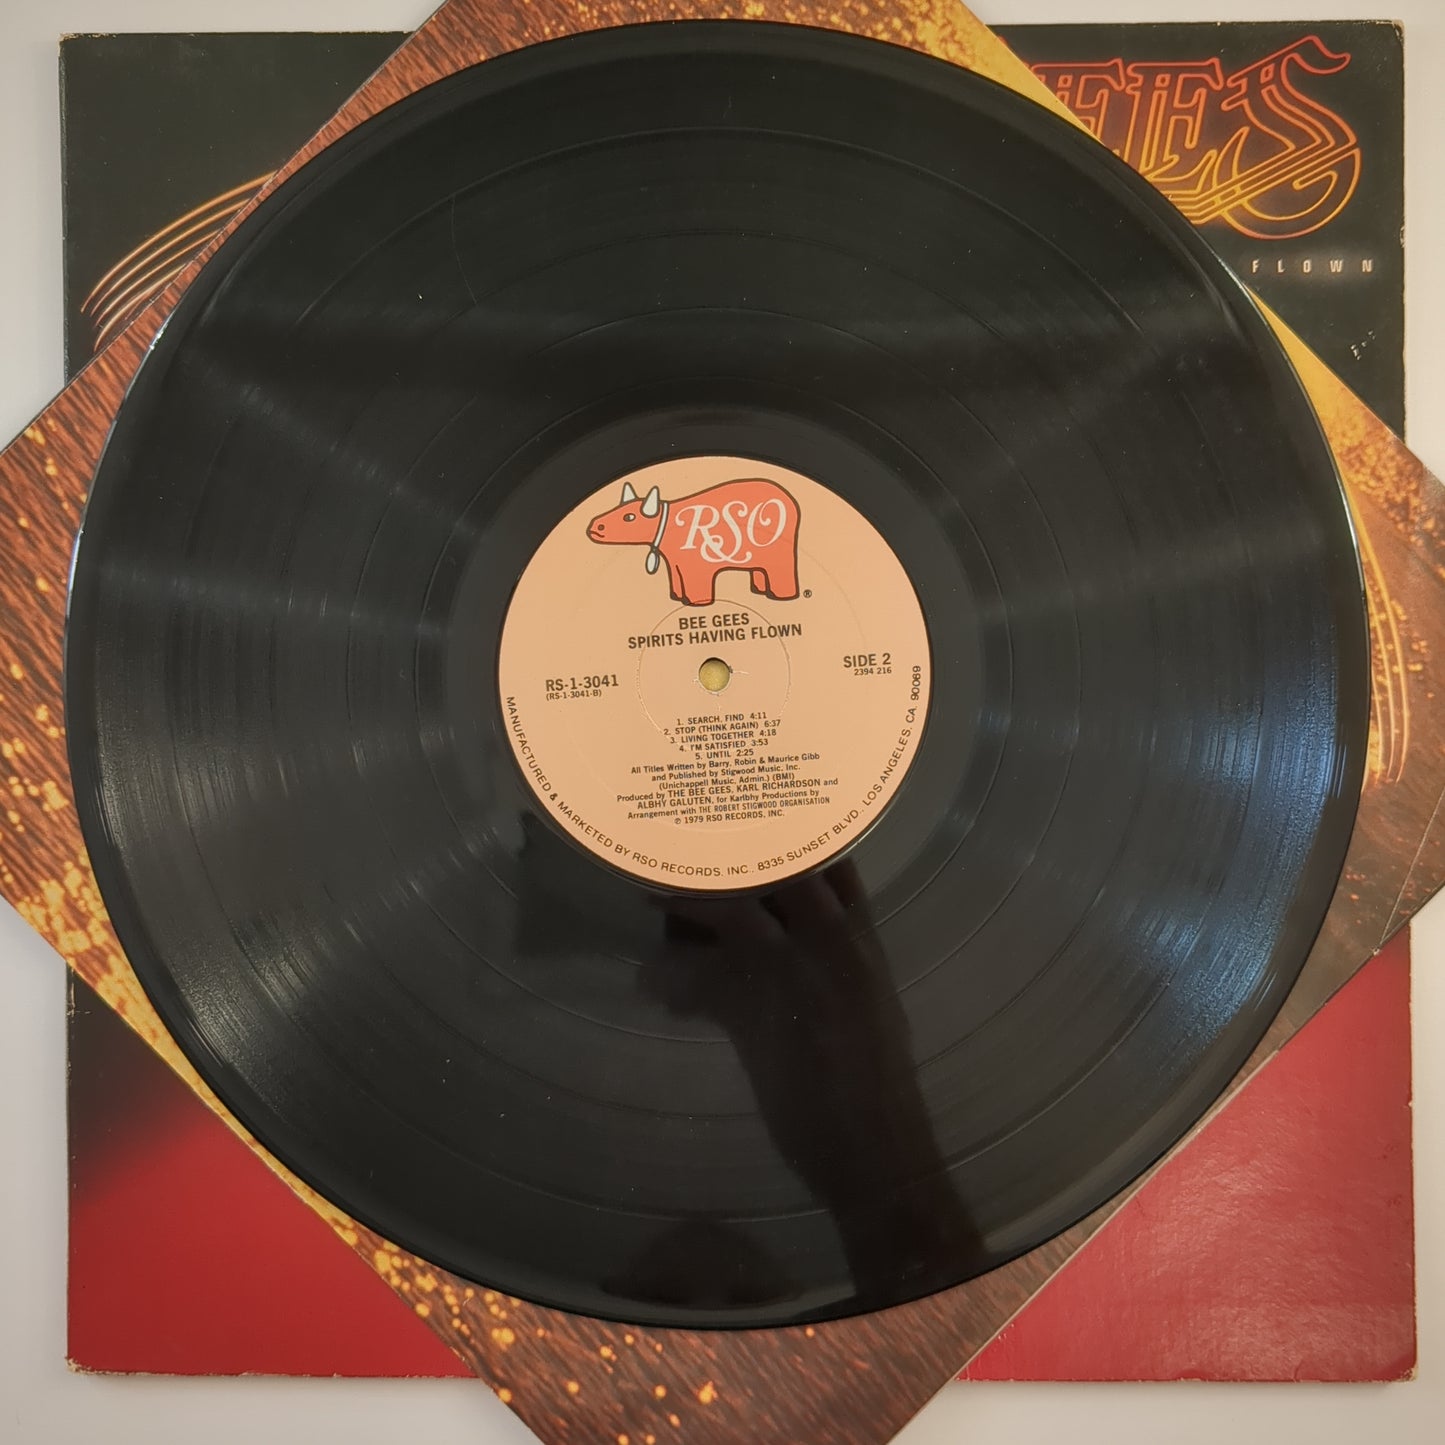 EES
FLOWN
RSO
®
BEE GEES
SPIRITS HAVING FLOWN
RS-1-3041
(RS-1-3041-B)
SIDE 2
2394 216
1. SEARCH, FIND 4:11
2. STOP (THINK AGAIN) 6:37
3. LIVING TOGETHER 4:18
4. I'M SATISFIED 3:53
5. UNTIL 2:25
All Titles Written by Barry, Robin & Maurice Gibb
and Published by Stigwood Music, Inc.
(Unichappell Music, Admin.) (BMI)
Produced by THE BEE GEES, KARL RICHARDSON and
ALBHY GALUTEN, for Karlbhy Productions by
Arrangement with THE ROBERT STIGWOOD ORGANISATION
℗ 1979 RSO RECORDS, INC.
MANUFACTURED & MARKETED BY RSO RECORDS, INC., 8335 SUNSET BLVD., LOS ANGELES, CA. 90069